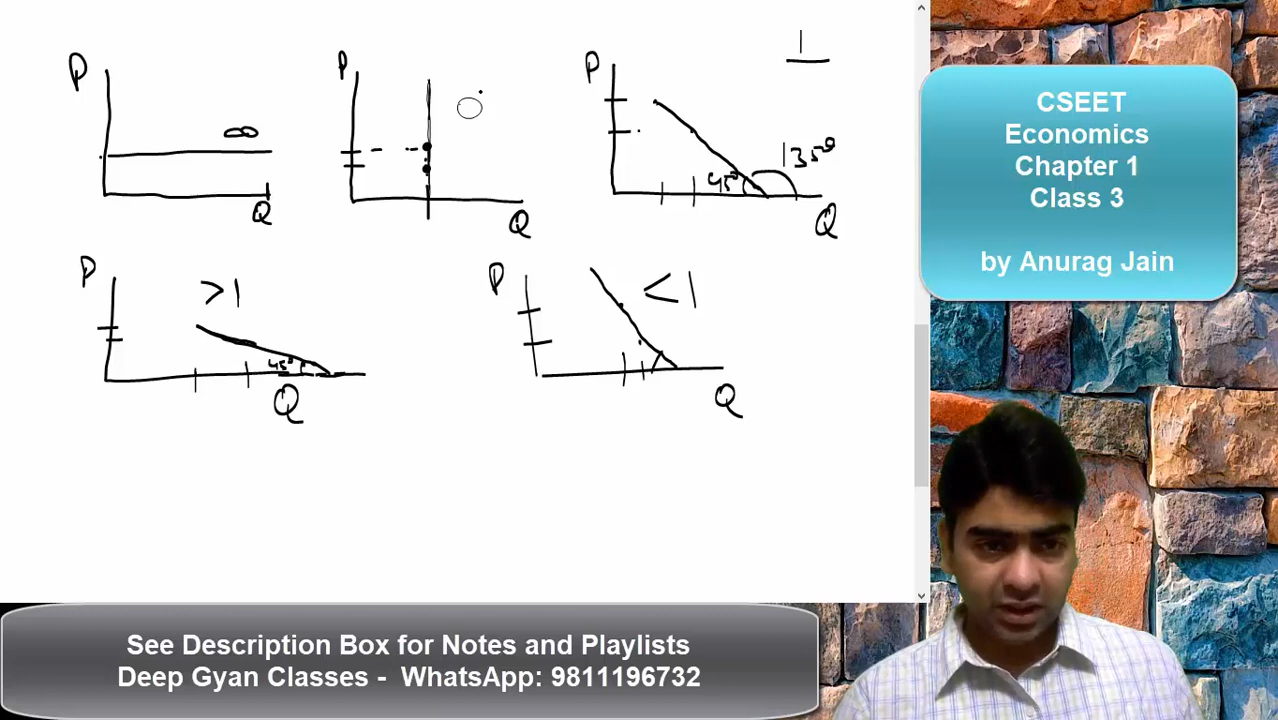 P
∞
Q
P
0
Q
P
1
45°
135°
Q
P
>1
45°
Q
P
<1
Q
CSEET
Economics
Chapter 1
Class 3
by Anurag Jain
See Description Box for Notes and Playlists
Deep Gyan Classes - WhatsApp: 9811196732